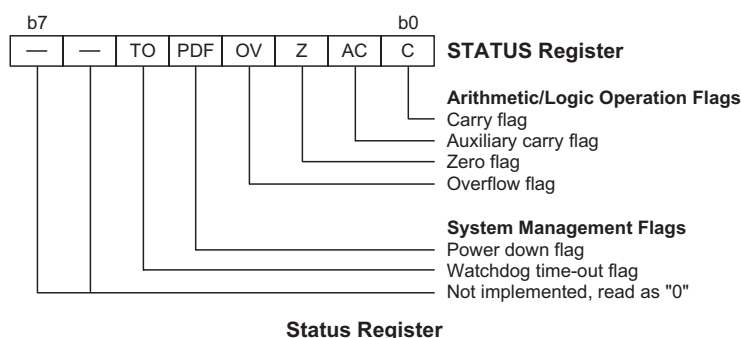 b7 b0
— — TO PDF OV Z AC C STATUS Register
Arithmetic/Logic Operation Flags
Carry flag
Auxiliary carry flag
Zero flag
Overflow flag
System Management Flags
Power down flag
Watchdog time-out flag
Not implemented, read as "0"
Status Register